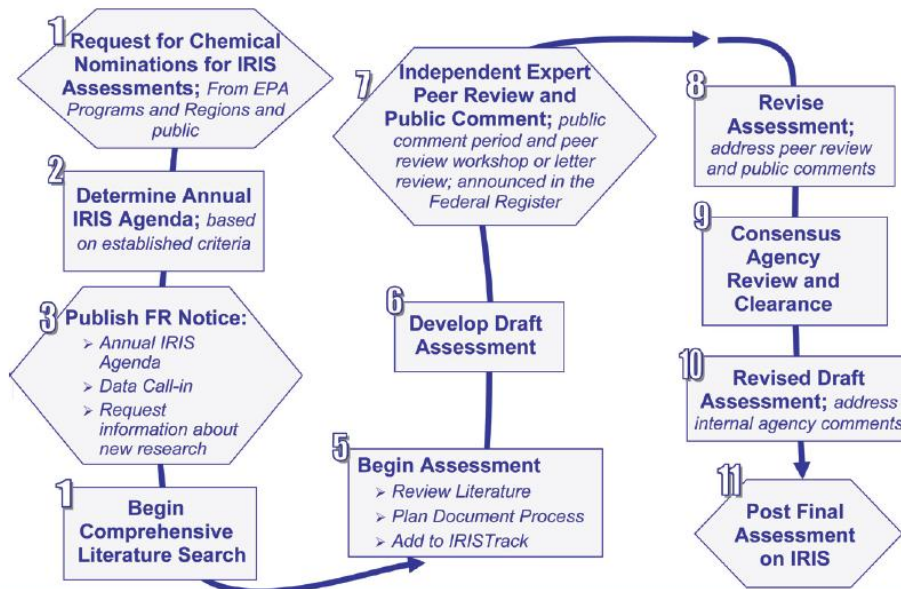 1
Request for Chemical
Nominations for IRIS
Assessments; From EPA
Programs and Regions and
public
2
Determine Annual
IRIS Agenda; based
on established criteria
3
Publish FR Notice:
➢ Annual IRIS
Agenda
➢ Data Call-in
➢ Request
information about
new research
1
Begin
Comprehensive
Literature Search
5
Begin Assessment
➢ Review Literature
➢ Plan Document Process
➢ Add to IRISTrack
6
Develop Draft
Assessment
7
Independent Expert
Peer Review and
Public Comment; public
comment period and peer
review workshop or letter
review; announced in the
Federal Register
8
Revise
Assessment;
address peer review
and public comments
9
Consensus
Agency
Review and
Clearance
10
Revised Draft
Assessment; address
internal agency comments
11
Post Final
Assessment
on IRIS